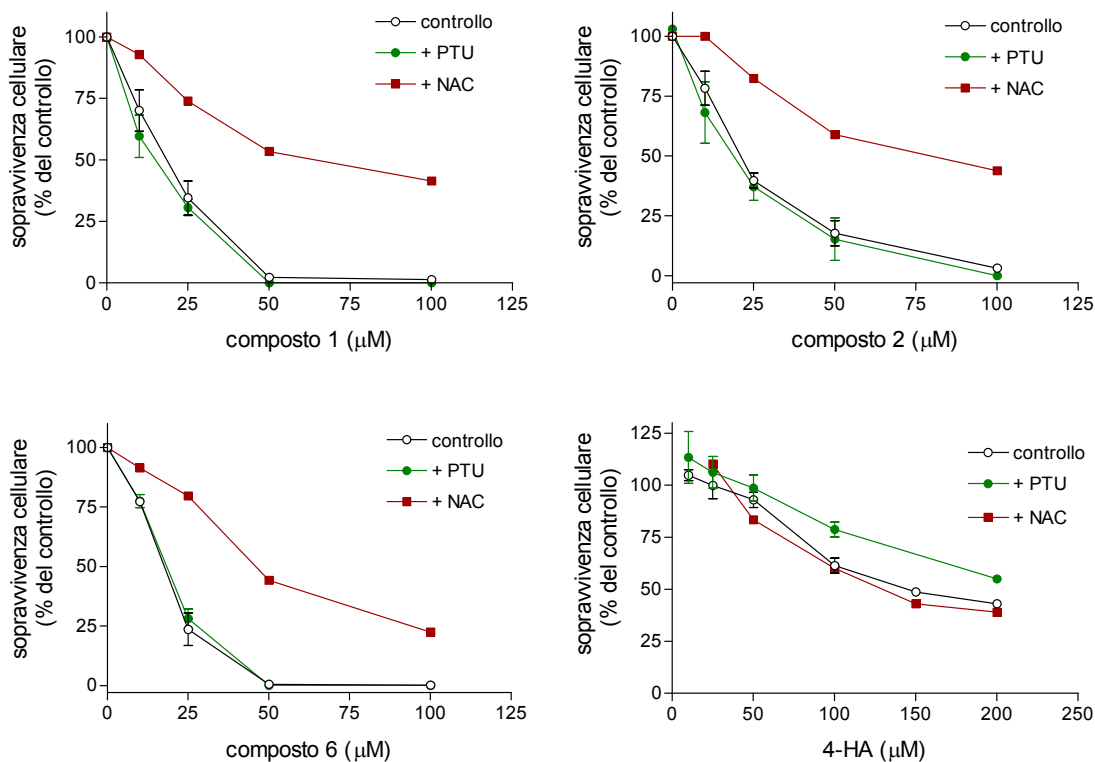 controllo
+ PTU
+ NAC
sopravvivenza cellulare
(% del controllo)
100
75
50
25
0
0 25 50 75 100 125
composto 1 (μM)
controllo
+ PTU
+ NAC
sopravvivenza cellulare
(% del controllo)
100
75
50
25
0
0 25 50 75 100 125
composto 2 (μM)
controllo
+ PTU
+ NAC
sopravvivenza cellulare
(% del controllo)
100
75
50
25
0
0 25 50 75 100 125
composto 6 (μM)
controllo
+ PTU
+ NAC
sopravvivenza cellulare
(% del controllo)
125
100
75
50
25
0
0 50 100 150 200 250
4-HA (μM)